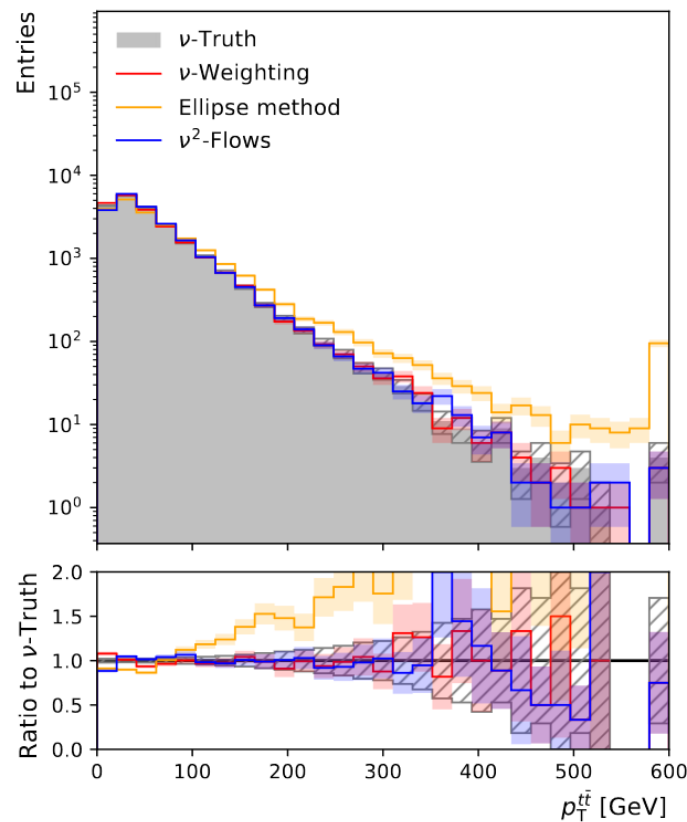 Entries
ν-Truth
ν-Weighting
Ellipse method
ν²-Flows
10⁵
10⁴
10³
10²
10¹
10⁰
Ratio to ν-Truth
2.0
1.5
1.0
0.5
0.0
0 100 200 300 400 500 600
p_T^{tt̄} [GeV]